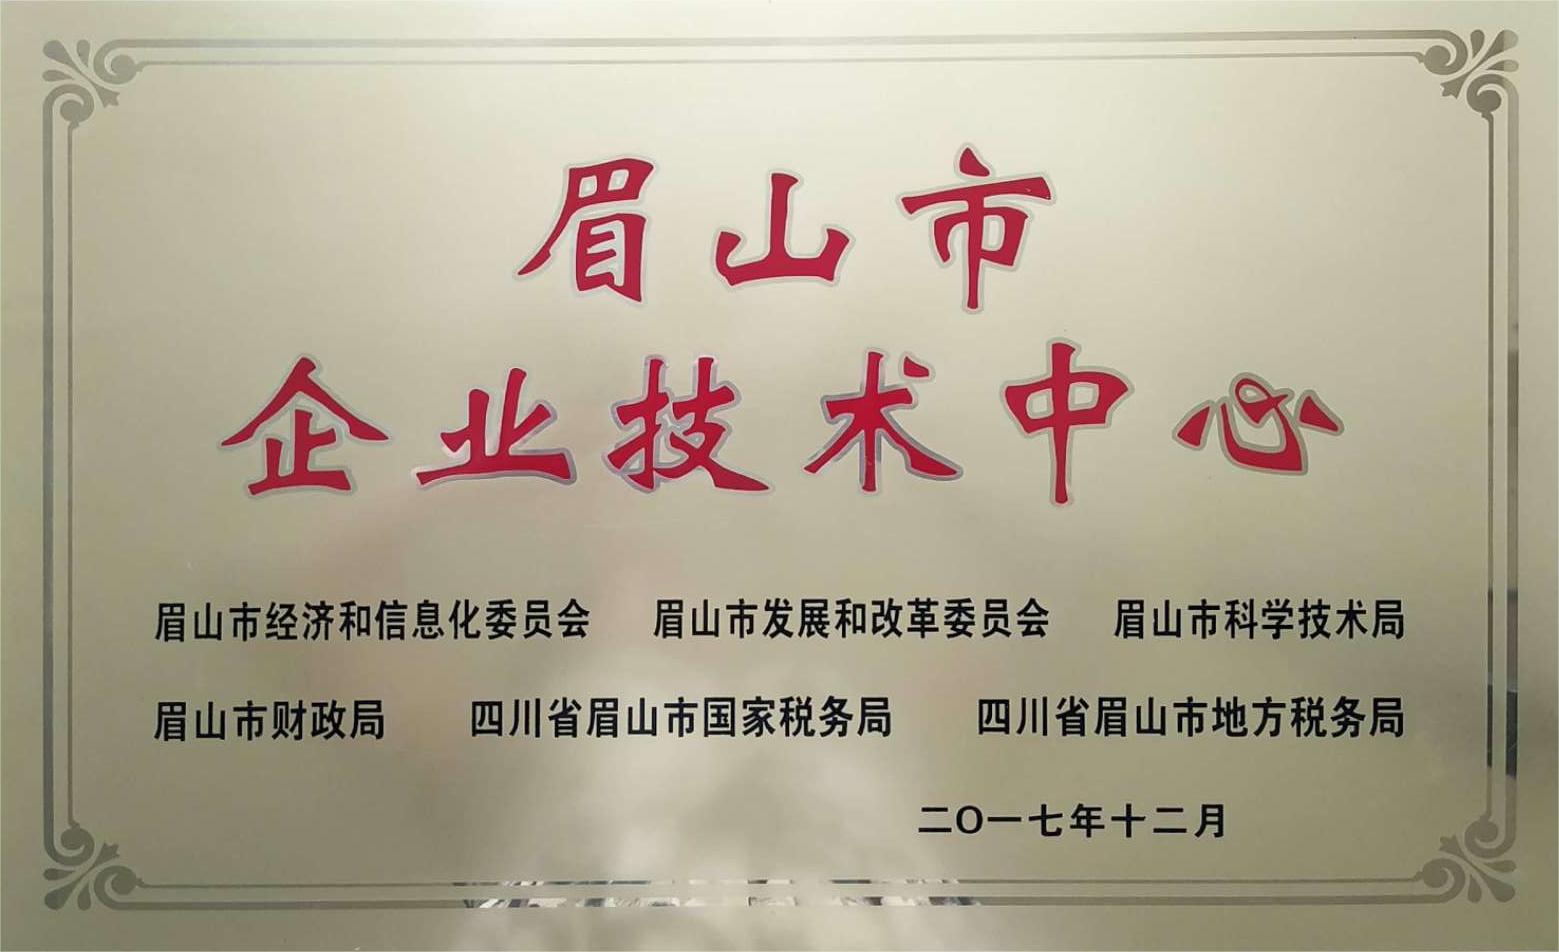 眉山市
企业技术中心
眉山市经济和信息化委员会 眉山市发展和改革委员会 眉山市科学技术局
眉山市财政局 四川省眉山市国家税务局 四川省眉山市地方税务局
二〇一七年十二月